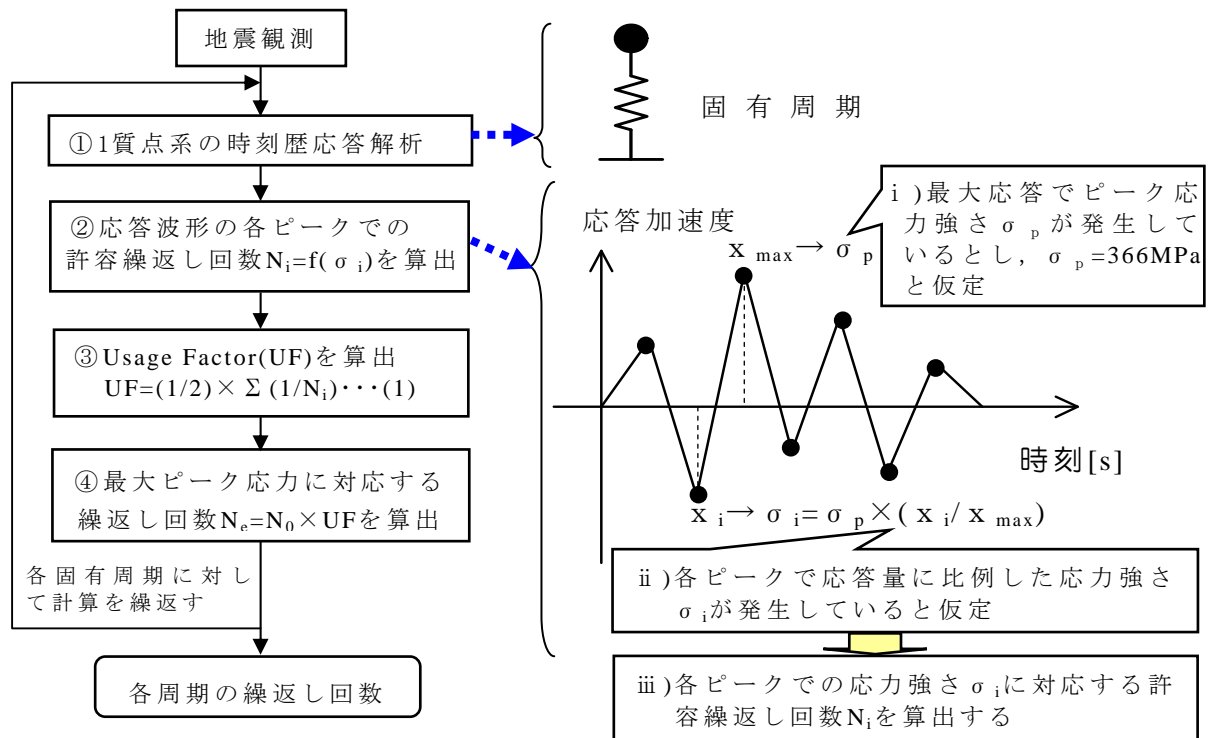 地震観測
①1質点系の時刻歴応答解析
②応答波形の各ピークでの
許容繰返し回数Ni=f(σi)を算出
③Usage Factor(UF)を算出
UF=(1/2)×Σ(1/Ni)･･･(1)
④最大ピーク応力に対応する
繰返し回数Ne=N0×UFを算出
各固有周期に対し
て計算を繰返す
各周期の繰返し回数
固有周期
ⅰ)最大応答でピーク応
力強さσpが発生して
いるとし，σp=366MPa
と仮定
応答加速度
xmax→σp
時刻[s]
xi→σi=σp×(xi/xmax)
ⅱ)各ピークで応答量に比例した応力強さ
σiが発生していると仮定
ⅲ)各ピークでの応力強さσiに対応する許
容繰返し回数Niを算出する